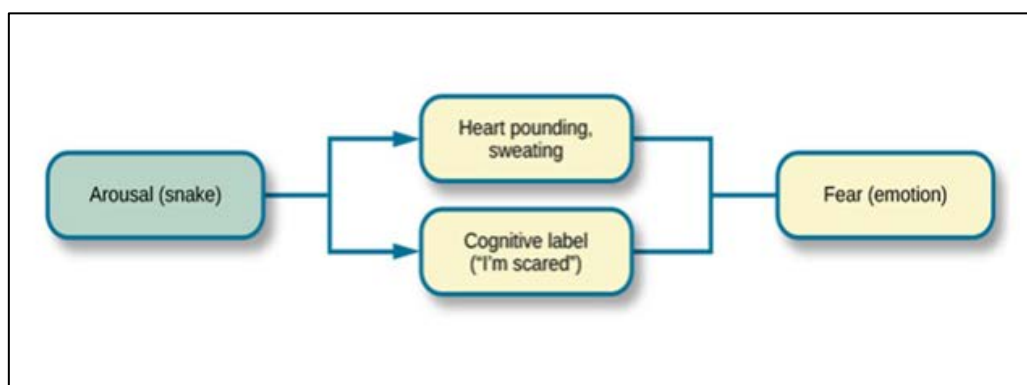 Arousal (snake)
Heart pounding,
sweating
Cognitive label
(“I’m scared”)
Fear (emotion)